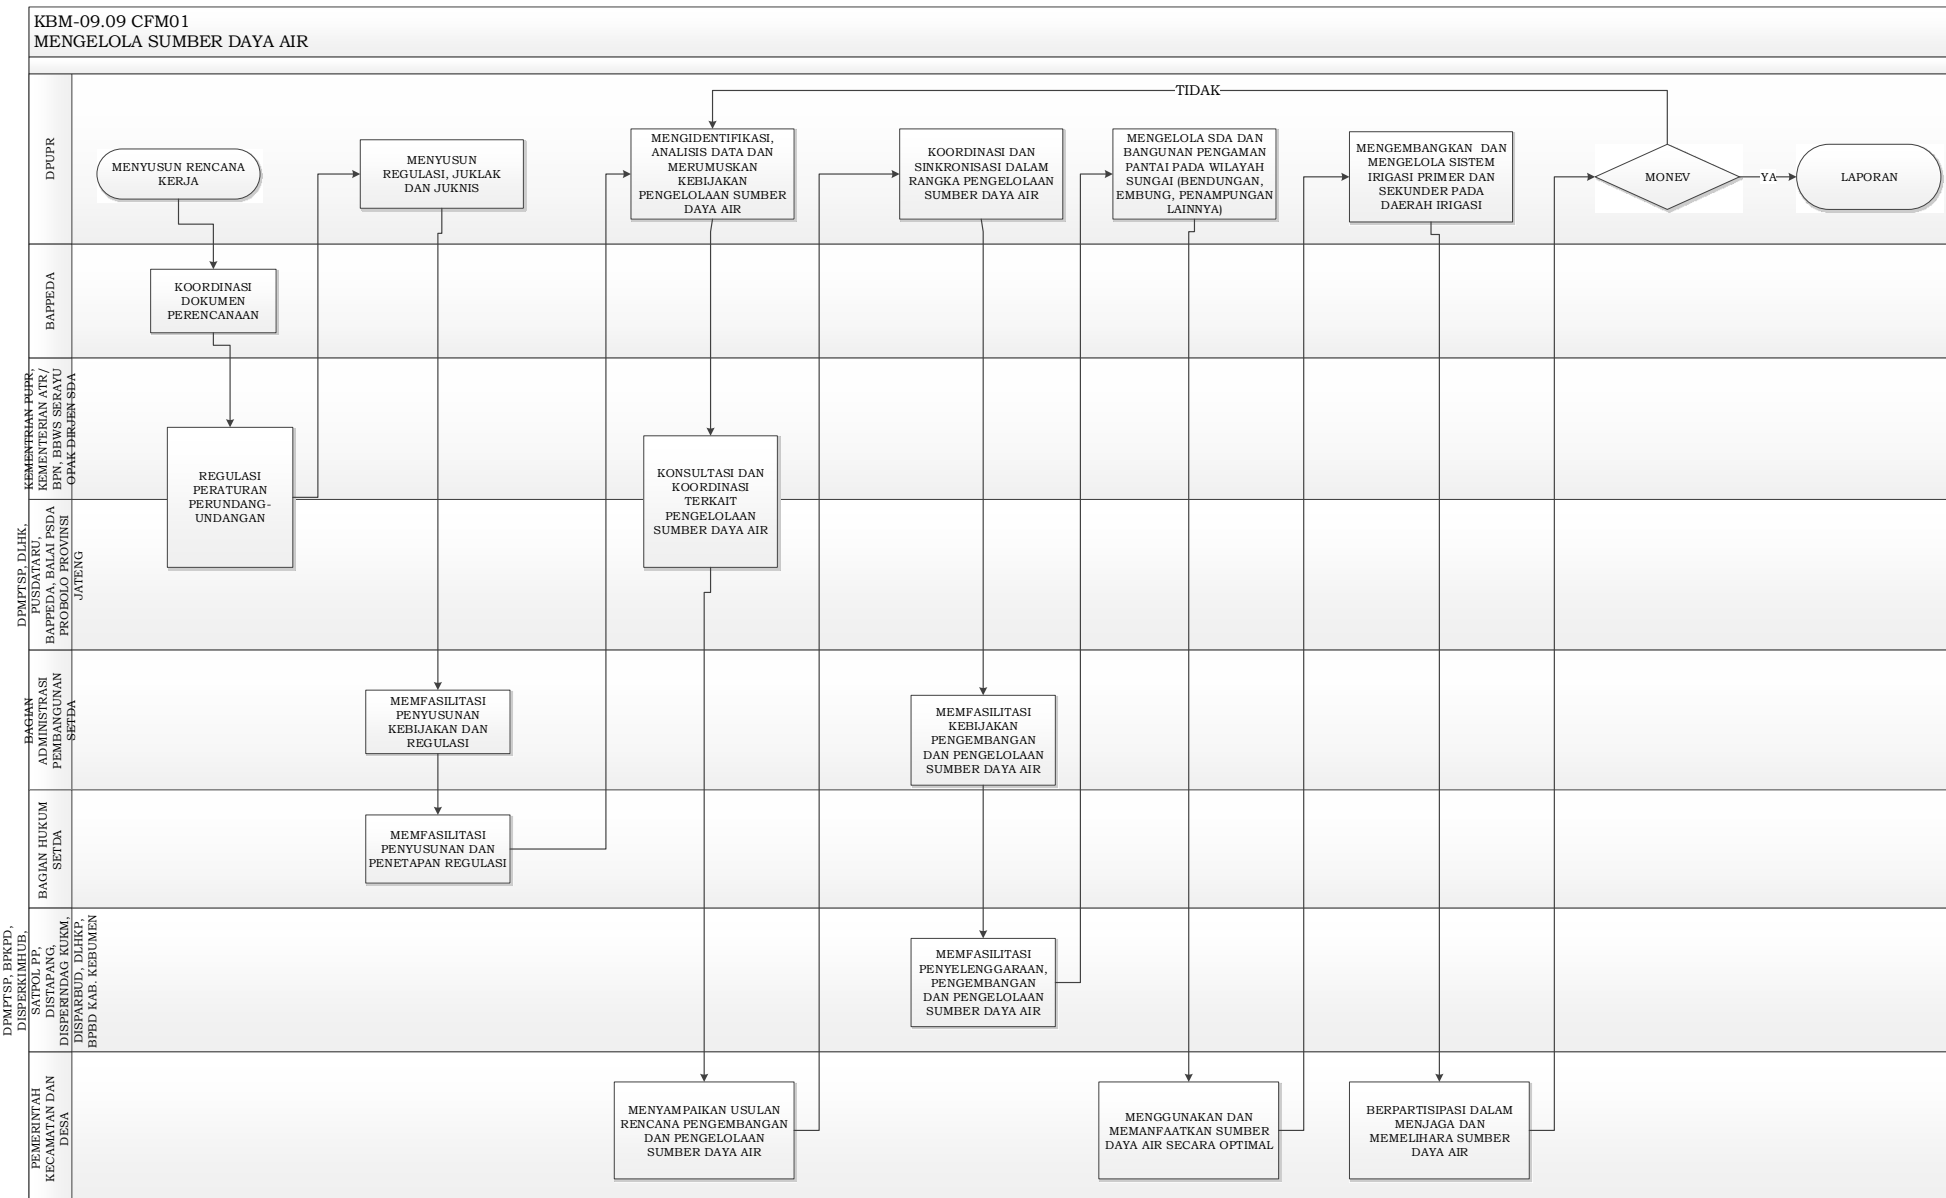 KBM-09.09 CFM01
MENGELOLA SUMBER DAYA AIR
DPUPR
MENYUSUN RENCANA
KERJA
MENYUSUN
REGULASI, JUKLAK
DAN JUKNIS
MENGIDENTIFIKASI,
ANALISIS DATA DAN
MERUMUSKAN
KEBIJAKAN
PENGELOLAAN SUMBER
DAYA AIR
KOORDINASI DAN
SINKRONISASI DALAM
RANGKA PENGELOLAAN
SUMBER DAYA AIR
MENGELOLA SDA DAN
BANGUNAN PENGAMAN
PANTAI PADA WILAYAH
SUNGAI (BENDUNGAN,
EMBUNG, PENAMPUNGAN
LAINNYA)
MENGEMBANGKAN DAN
MENGELOLA SISTEM
IRIGASI PRIMER DAN
SEKUNDER PADA
DAERAH IRIGASI
TIDAK
MONEV
YA
LAPORAN
BAPPEDA
KOORDINASI
DOKUMEN
PERENCANAAN
KEMENTRIAN PUPR,
KEMENTERIAN ATR/
BPN, BBWS SERAYU
OPAK DIRJEN SDA
REGULASI
PERATURAN
PERUNDANG-
UNDANGAN
KONSULTASI DAN
KOORDINASI
TERKAIT
PENGELOLAAN
SUMBER DAYA AIR
DPMPTSP, DLHK,
PUSDATARU,
BAPPEDA, BALAI PSDA
PROBOLO PROVINSI
JATENG
BAGIAN
ADMINISTRASI
PEMBANGUNAN
SETDA
MEMFASILITASI
PENYUSUNAN
KEBIJAKAN DAN
REGULASI
MEMFASILITASI
KEBIJAKAN
PENGEMBANGAN
DAN PENGELOLAAN
SUMBER DAYA AIR
BAGIAN HUKUM
SETDA
MEMFASILITASI
PENYUSUNAN DAN
PENETAPAN REGULASI
DPMPTSP, BPKPD,
DISPERKIMHUB,
SATPOL PP,
DISTAPANG,
DISPERINDAG KUKM,
DISPARBUD, DLHKP,
BPBD KAB. KEBUMEN
MEMFASILITASI
PENYELENGGARAAN,
PENGEMBANGAN
DAN PENGELOLAAN
SUMBER DAYA AIR
PEMERINTAH
KECAMATAN DAN
DESA
MENYAMPAIKAN USULAN
RENCANA PENGEMBANGAN
DAN PENGELOLAAN
SUMBER DAYA AIR
MENGGUNAKAN DAN
MEMANFAATKAN SUMBER
DAYA AIR SECARA OPTIMAL
BERPARTISIPASI DALAM
MENJAGA DAN
MEMELIHARA SUMBER
DAYA AIR